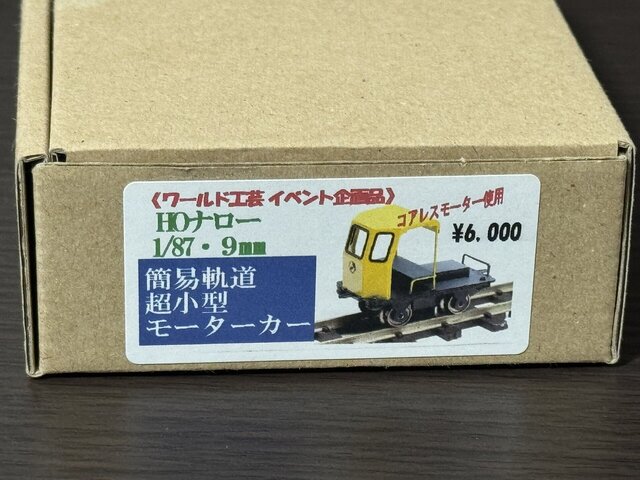 《ワールド工芸 イベント企画品》
HOナロー
1/87・9mm
コアレスモーター使用
¥6,000
簡易軌道
超小型
モーターカー